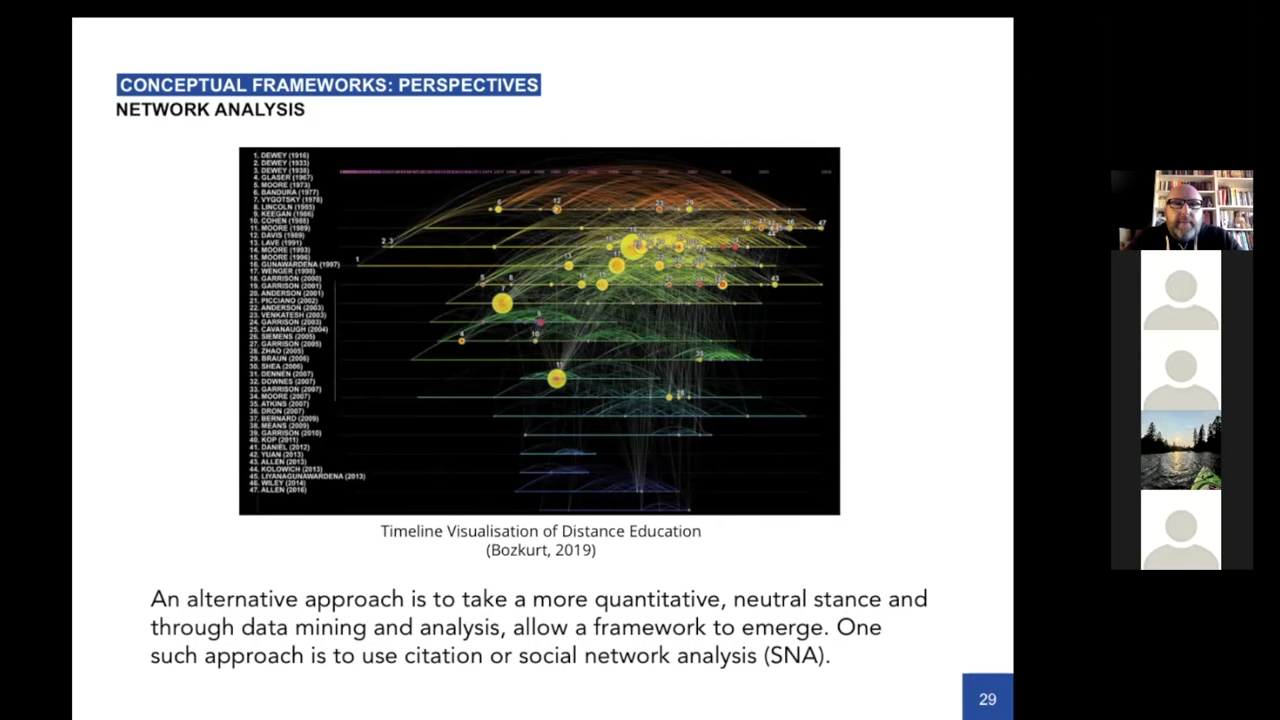 CONCEPTUAL FRAMEWORKS: PERSPECTIVES
NETWORK ANALYSIS
1. DEWEY (1916)
2. DEWEY (1933)
3. DEWEY (1938)
4. GLASER (1967)
5. MOORE (1973)
6. BANDURA (1977)
7. VYGOTSKY (1978)
8. LINCOLN (1985)
9. KEEGAN (1986)
10. COHEN (1988)
11. MOORE (1989)
12. DAVIS (1989)
13. LAVE (1991)
14. MOORE (1993)
15. MOORE (1996)
16. GUNAWARDENA (1997)
17. WENGER (1998)
18. GARRISON (2000)
19. GARRISON (2001)
20. ANDERSON (2001)
21. PICCIANO (2002)
22. ANDERSON (2003)
23. VENKATESH (2003)
24. GARRISON (2003)
25. CAVANAUGH (2004)
26. SIEMENS (2005)
27. GARRISON (2005)
28. ZHAO (2005)
29. BRAUN (2006)
30. SHEA (2006)
31. DENNEN (2007)
32. DOWNES (2007)
33. GARRISON (2007)
34. MOORE (2007)
35. ATKINS (2007)
36. DRON (2007)
37. BERNARD (2009)
38. MEANS (2009)
39. GARRISON (2010)
40. KOP (2011)
41. DANIEL (2012)
42. YUAN (2013)
43. ALLEN (2013)
44. KOLOWICH (2013)
45. LIYANAGUNAWARDENA (2013)
46. WILEY (2014)
47. ALLEN (2016)
Timeline Visualisation of Distance Education
(Bozkurt, 2019)
An alternative approach is to take a more quantitative, neutral stance and
through data mining and analysis, allow a framework to emerge. One
such approach is to use citation or social network analysis (SNA).
29